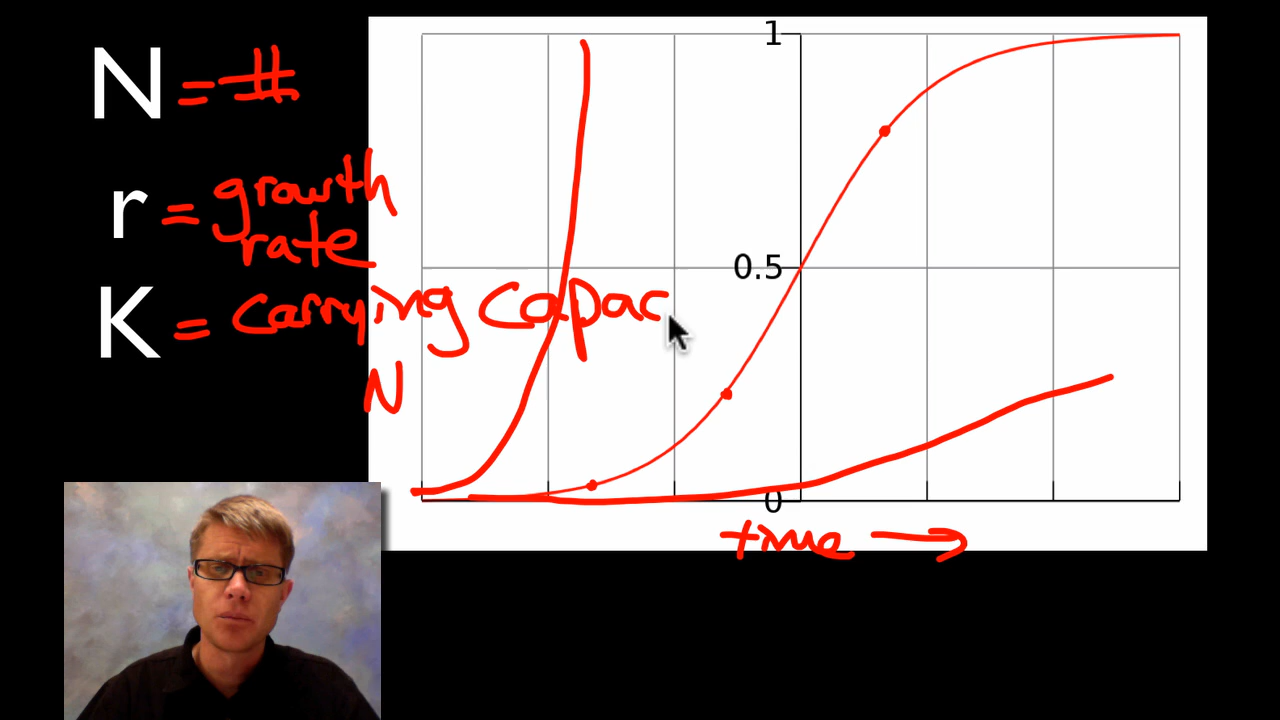 N = #
r = growth
rate
K = carrying capac
N
1
0.5
0
time →